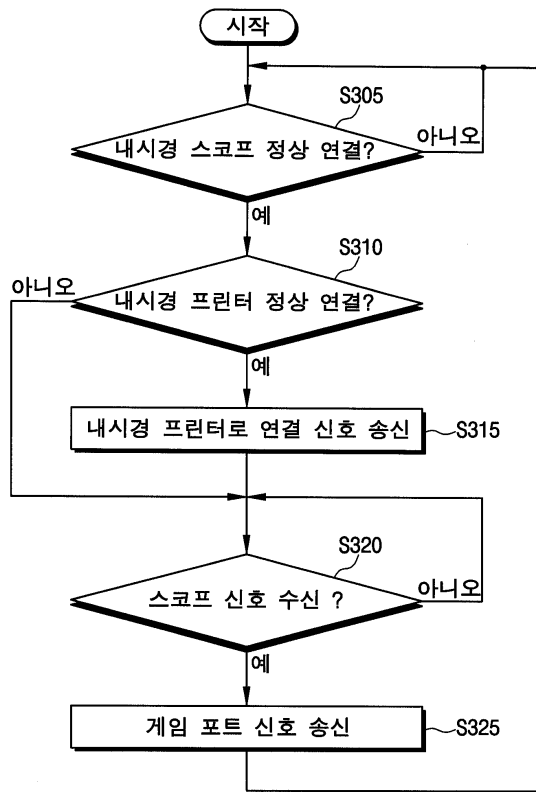 시작
S305
내시경 스코프 정상 연결?
아니오
예
S310
아니오
내시경 프린터 정상 연결?
예
내시경 프린터로 연결 신호 송신
S315
S320
스코프 신호 수신 ?
아니오
예
게임 포트 신호 송신
S325